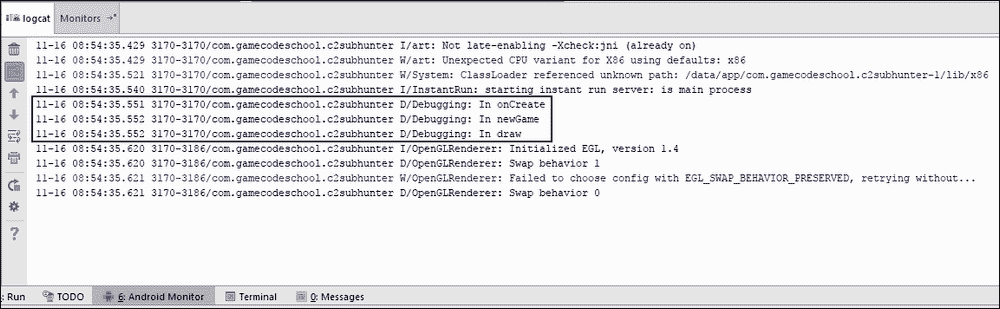 logcat Monitors →"
11-16 08:54:35.429 3170-3170/com.gamecodeschool.c2subhunter I/art: Not late-enabling -Xcheck:jni (already on)
11-16 08:54:35.429 3170-3170/com.gamecodeschool.c2subhunter W/art: Unexpected CPU variant for X86 using defaults: x86
11-16 08:54:35.521 3170-3170/com.gamecodeschool.c2subhunter W/System: ClassLoader referenced unknown path: /data/app/com.gamecodeschool.c2subhunter-1/lib/x86
11-16 08:54:35.540 3170-3170/com.gamecodeschool.c2subhunter I/InstantRun: starting instant run server: is main process
11-16 08:54:35.551 3170-3170/com.gamecodeschool.c2subhunter D/Debugging: In onCreate
11-16 08:54:35.552 3170-3170/com.gamecodeschool.c2subhunter D/Debugging: In newGame
11-16 08:54:35.552 3170-3170/com.gamecodeschool.c2subhunter D/Debugging: In draw
11-16 08:54:35.620 3170-3186/com.gamecodeschool.c2subhunter I/OpenGLRenderer: Initialized EGL, version 1.4
11-16 08:54:35.620 3170-3186/com.gamecodeschool.c2subhunter D/OpenGLRenderer: Swap behavior 1
11-16 08:54:35.621 3170-3186/com.gamecodeschool.c2subhunter W/OpenGLRenderer: Failed to choose config with EGL_SWAP_BEHAVIOR_PRESERVED, retrying without...
11-16 08:54:35.621 3170-3186/com.gamecodeschool.c2subhunter D/OpenGLRenderer: Swap behavior 0
: Run TODO 6: Android Monitor Terminal 0: Messages